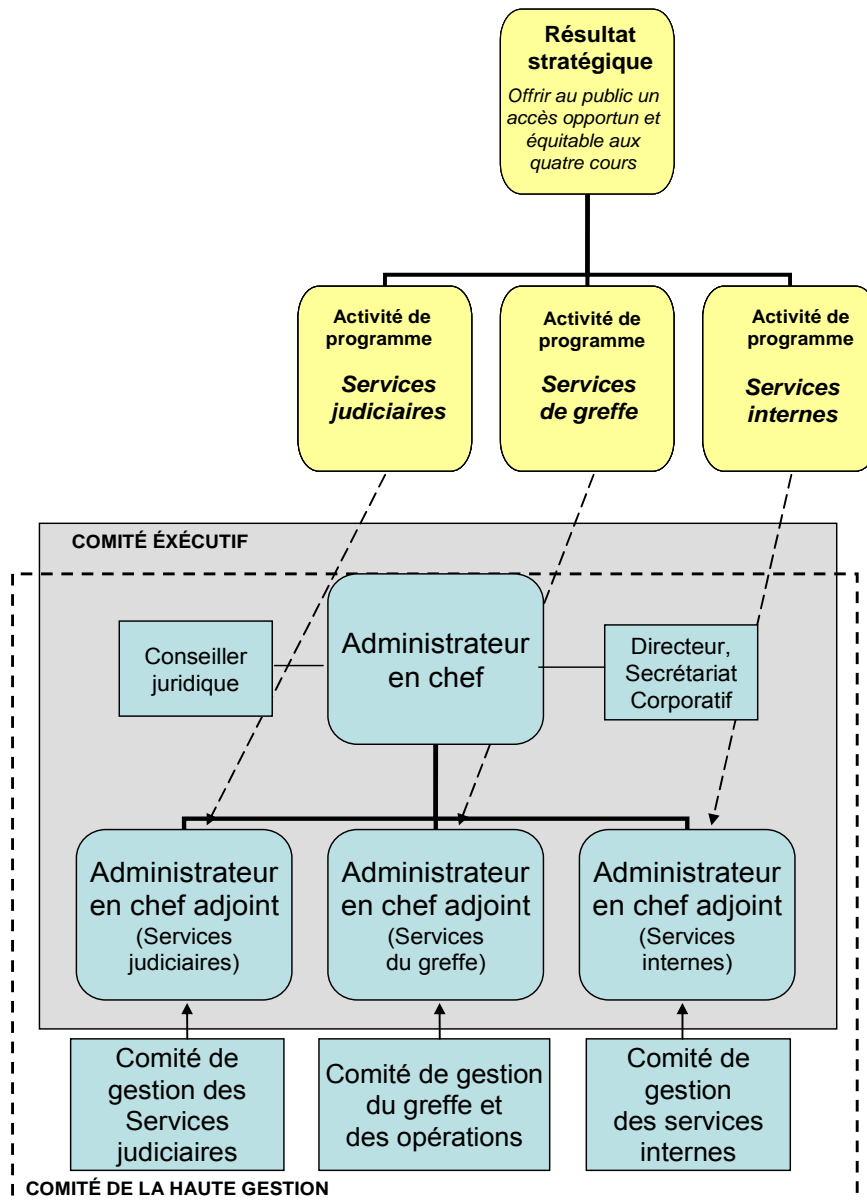 Résultat
stratégique
Offrir au public un
accès opportun et
équitable aux
quatre cours
Activité de
programme
Services
judiciaires
Activité de
programme
Services
de greffe
Activité de
programme
Services
internes
COMITÉ ÉXÉCUTIF
Conseiller
juridique
Administrateur
en chef
Directeur,
Secrétariat
Corporatif
Administrateur
en chef adjoint
(Services
judiciaires)
Administrateur
en chef adjoint
(Services
du greffe)
Administrateur
en chef adjoint
(Services
internes)
Comité de
gestion des
Services
judiciaires
Comité de gestion
du greffe et
des opérations
Comité de
gestion
des services
internes
COMITÉ DE LA HAUTE GESTION